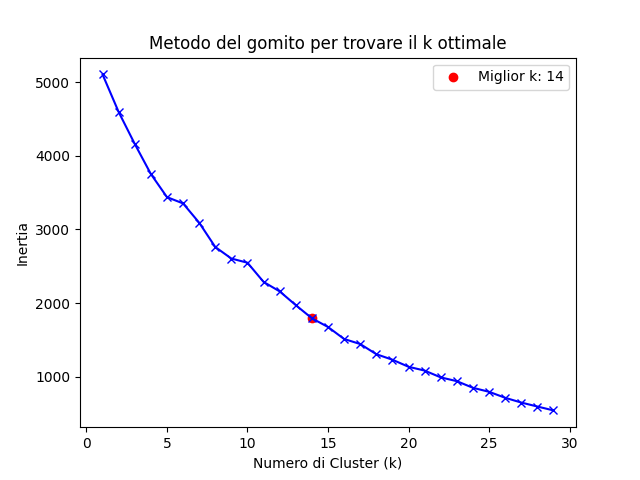 Metodo del gomito per trovare il k ottimale
Miglior k: 14
Inertia
5000
4000
3000
2000
1000
0 5 10 15 20 25 30
Numero di Cluster (k)